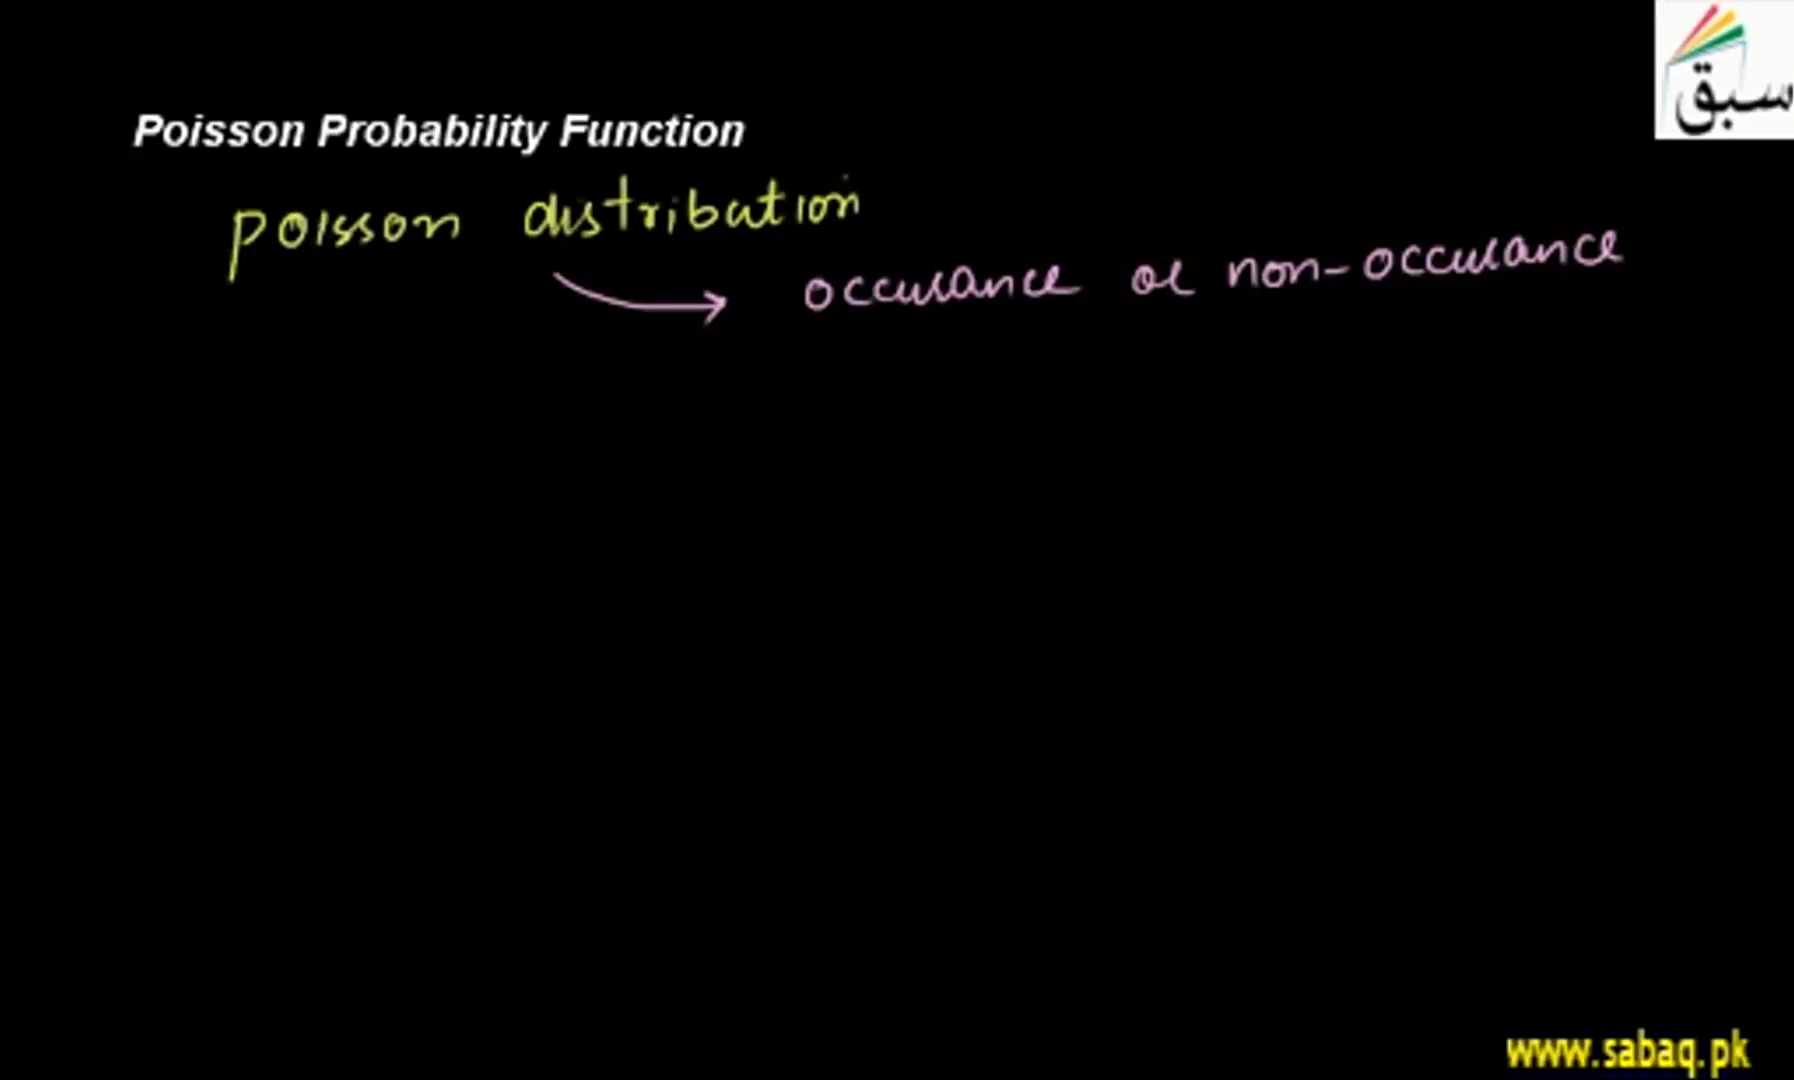 سبق
Poisson Probability Function
poisson distribution
occurance or non-occurance
www.sabaq.pk